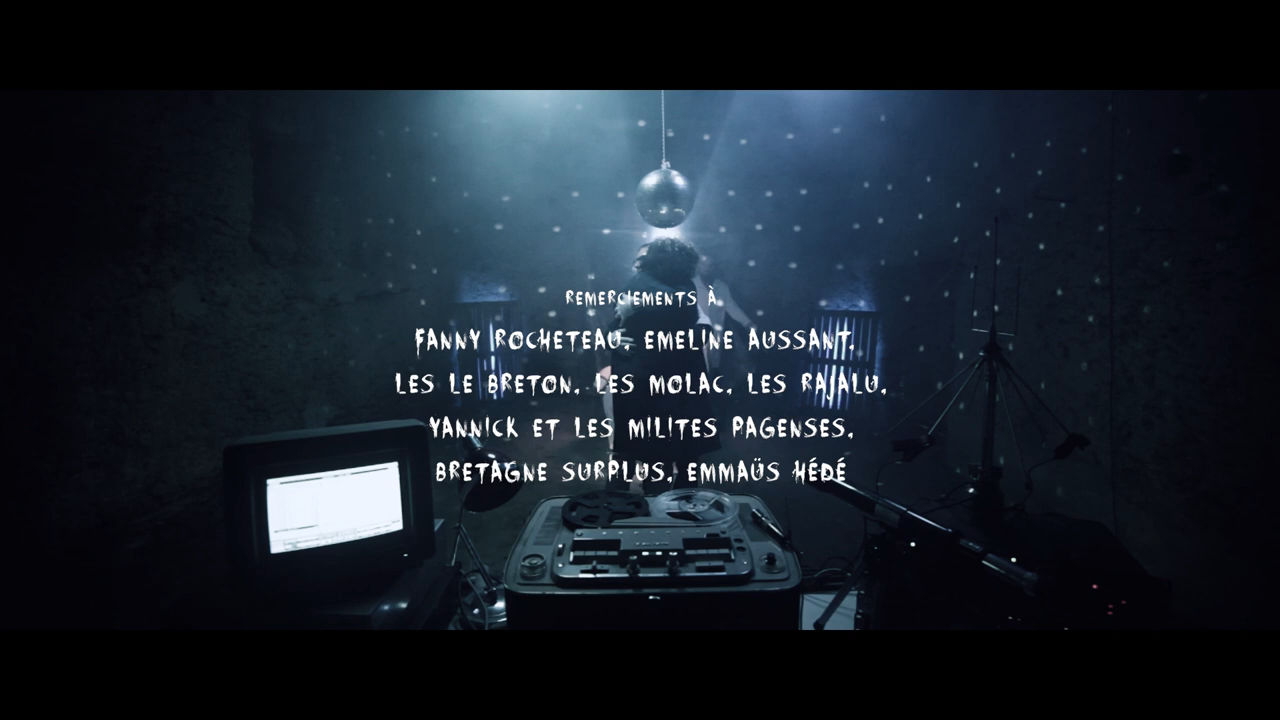 REMERCIEMENTS À
FANNY ROCHETEAU, EMELINE AUSSANT,
LES LE BRETON, LES MOLAC, LES RAJALU,
YANNICK ET LES MILITES PAGENSES,
BRETAGNE SURPLUS, EMMAÜS HÉDÉ